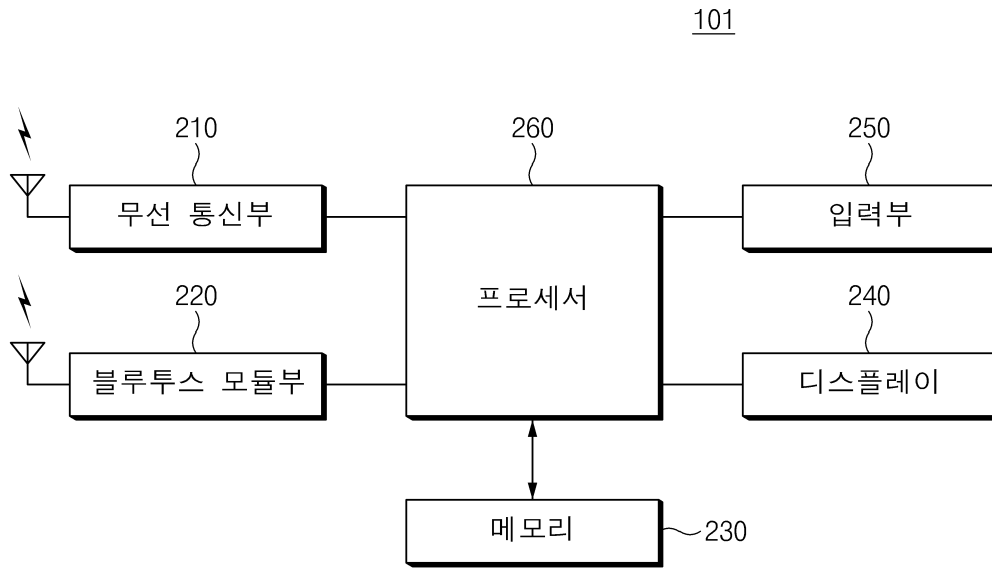 101
210
260
250
무선 통신부
프로세서
입력부
220
240
블루투스 모듈부
디스플레이
메모리
230